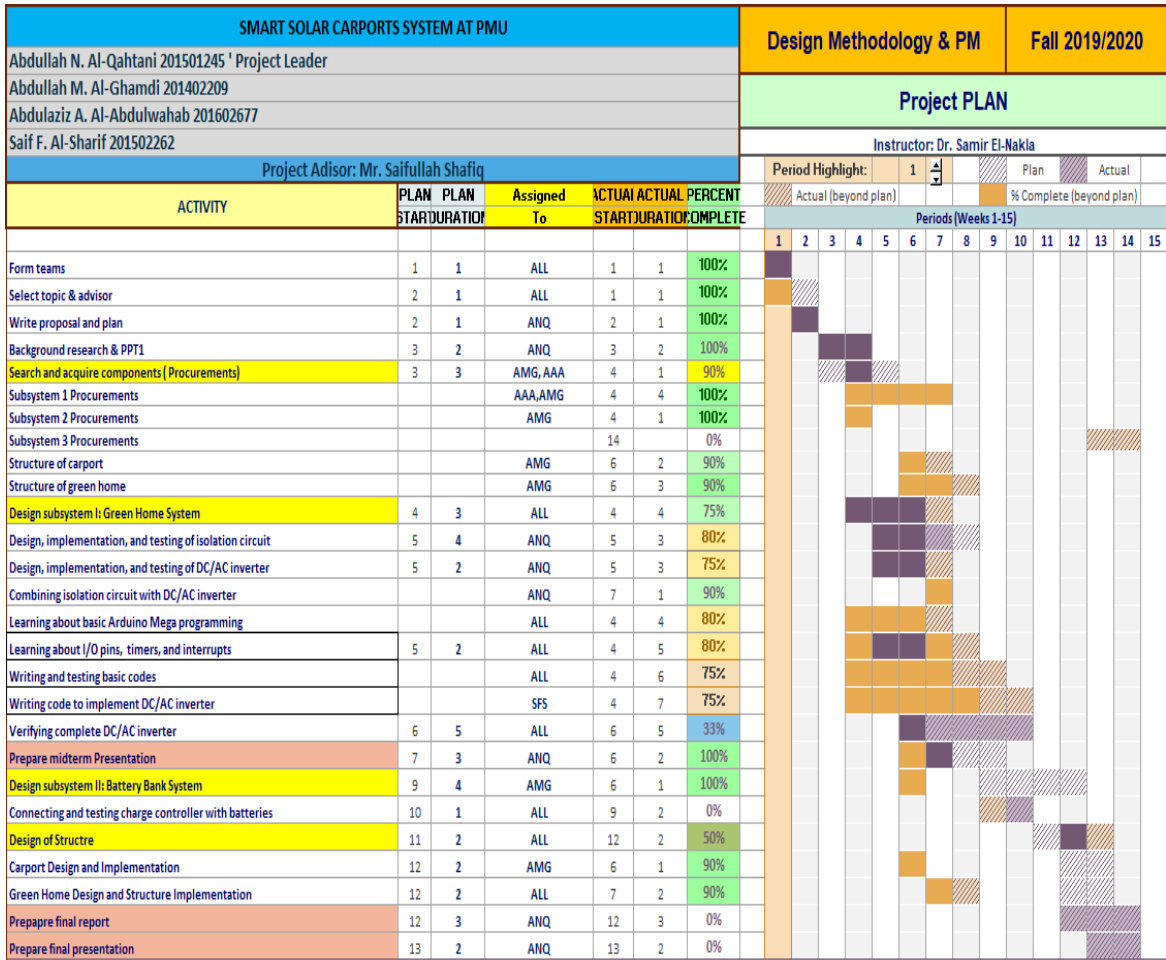 SMART SOLAR CARPORTS SYSTEM AT PMU
Design Methodology & PM Fall 2019/2020
Abdullah N. Al-Qahtani 201501245 ' Project Leader
Abdullah M. Al-Ghamdi 201402209
Project PLAN
Abdulaziz A. Al-Abdulwahab 201602677
Saif F. Al-Sharif 201502262
Instructor: Dr. Samir El-Nakla
Project Adisor: Mr. Saifullah Shafiq
Period Highlight: 1 Plan Actual
Actual (beyond plan) % Complete (beyond plan)
ACTIVITY PLAN PLAN Assigned ACTUAL ACTUAL PERCENT
START DURATION To START DURATION COMPLETE
Periods (Weeks 1-15)
1 2 3 4 5 6 7 8 9 10 11 12 13 14 15
Form teams 1 1 ALL 1 1 100%
Select topic & advisor 2 1 ALL 1 1 100%
Write proposal and plan 2 1 ANQ 2 1 100%
Background research & PPT1 3 2 ANQ 3 2 100%
Search and acquire components ( Procurements) 3 3 AMG, AAA 4 1 90%
Subsystem 1 Procurements AAA,AMG 4 4 100%
Subsystem 2 Procurements AMG 4 1 100%
Subsystem 3 Procurements 14 0%
Structure of carport AMG 6 2 90%
Structure of green home AMG 6 3 90%
Design subsystem I: Green Home System 4 3 ALL 4 4 75%
Design, implementation, and testing of isolation circuit 5 4 ANQ 5 3 80%
Design, implementation, and testing of DC/AC inverter 5 2 ANQ 5 3 75%
Combining isolation circuit with DC/AC inverter ANQ 7 1 90%
Learning about basic Arduino Mega programming ALL 4 4 80%
Learning about I/O pins, timers, and interrupts 5 2 ALL 4 5 80%
Writing and testing basic codes ALL 4 6 75%
Writing code to implement DC/AC inverter SFS 4 7 75%
Verifying complete DC/AC inverter 6 5 ALL 6 5 33%
Prepare midterm Presentation 7 3 ANQ 6 2 100%
Design subsystem II: Battery Bank System 9 4 AMG 6 1 100%
Connecting and testing charge controller with batteries 10 1 ALL 9 2 0%
Design of Structre 11 2 ALL 12 2 50%
Carport Design and Implementation 12 2 AMG 6 1 90%
Green Home Design and Structure Implementation 12 2 ALL 7 2 90%
Prepapre final report 12 3 ANQ 12 3 0%
Prepare final presentation 13 2 ANQ 13 2 0%